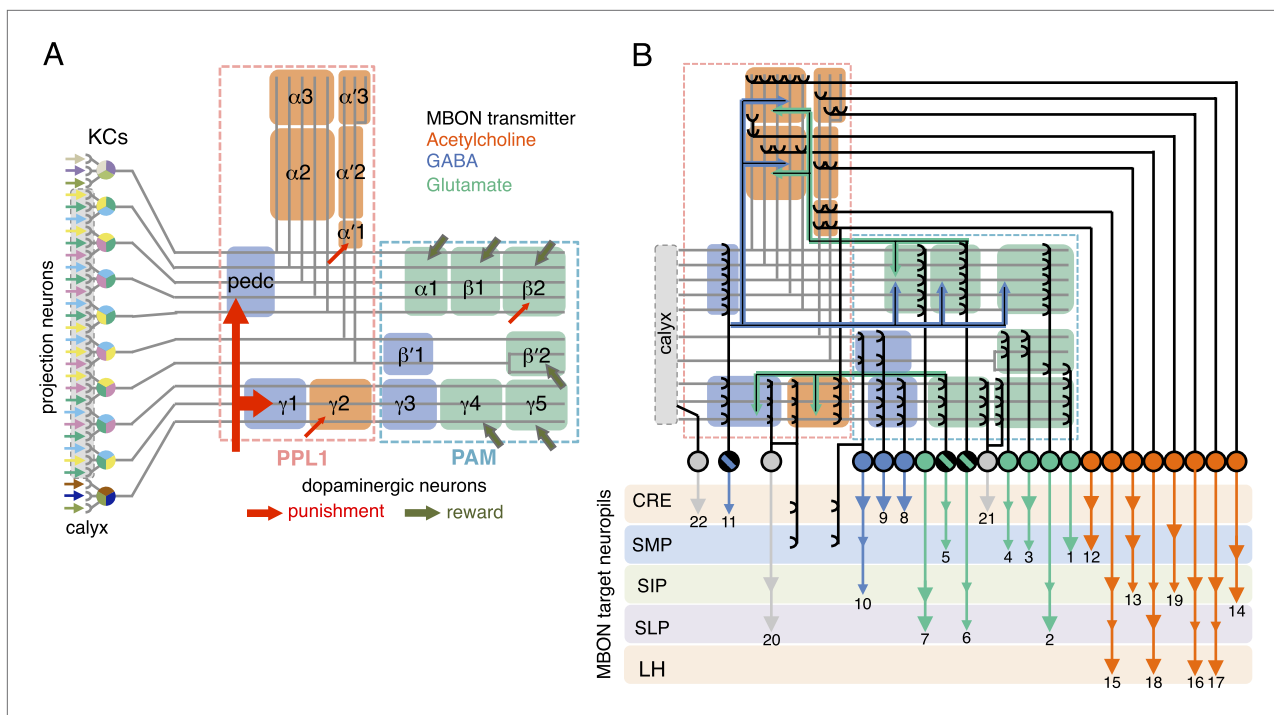 A
KCs
projection neurons
calyx
α3
α′3
α2
α′2
α′1
pedc
α1
β1
β2
β′1
β′2
γ1
γ2
γ3
γ4
γ5
MBON transmitter
Acetylcholine
GABA
Glutamate
PPL1
PAM
dopaminergic neurons
punishment
reward
B
calyx
MBON target neuropils
CRE
SMP
SIP
SLP
LH
22
11
9
8
21
5
4
3
1
12
10
13
19
14
20
7
6
2
15
18
16
17